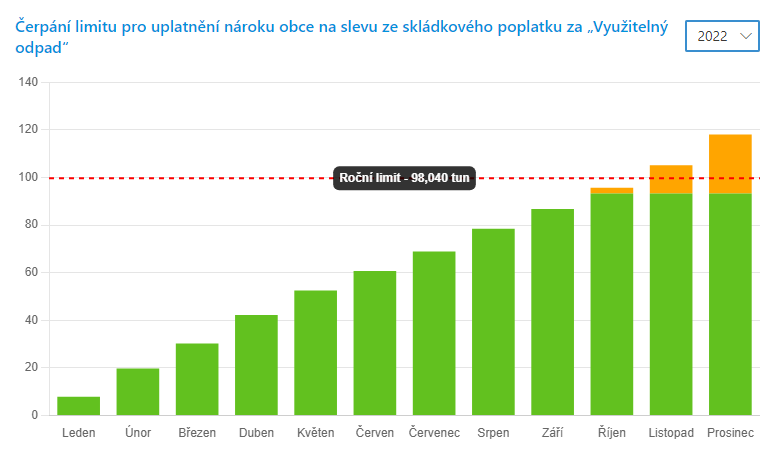 Čerpání limitu pro uplatnění nároku obce na slevu ze skládkového poplatku za „Využitelný
odpad“
2022
140
120
100
80
60
40
20
0
Roční limit - 98,040 tun
Leden Únor Březen Duben Květen Červen Červenec Srpen Září Říjen Listopad Prosinec